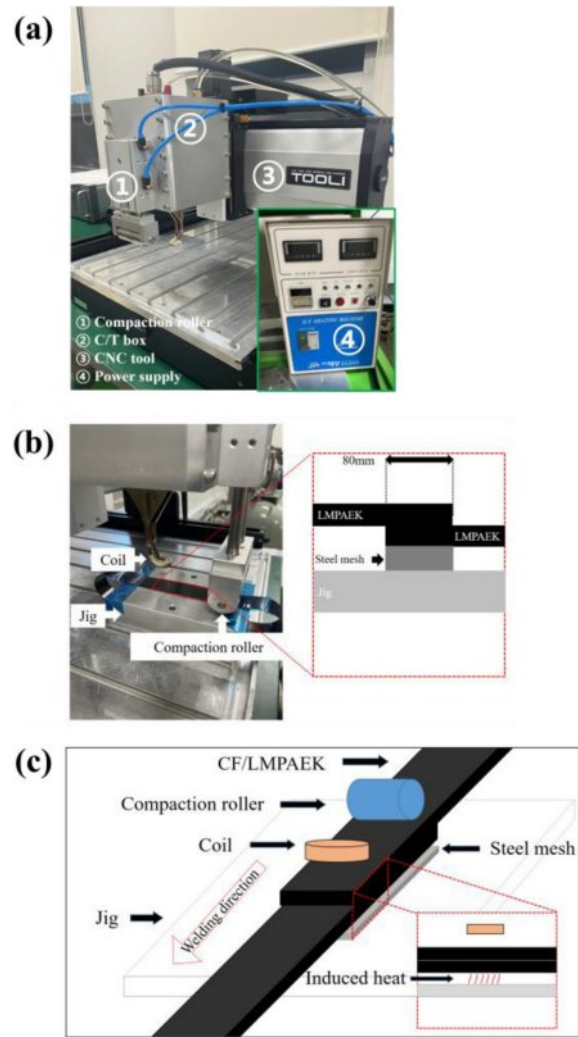 (a)
①
②
③
TOOLi
④
① Compaction roller
② C/T box
③ CNC tool
④ Power supply
(b)
80mm
LMPAEK
LMPAEK
Coil
Steel mesh
Jig
Jig
Compaction roller
(c)
CF/LMPAEK
Compaction roller
Coil
Steel mesh
Jig
Welding direction
Induced heat